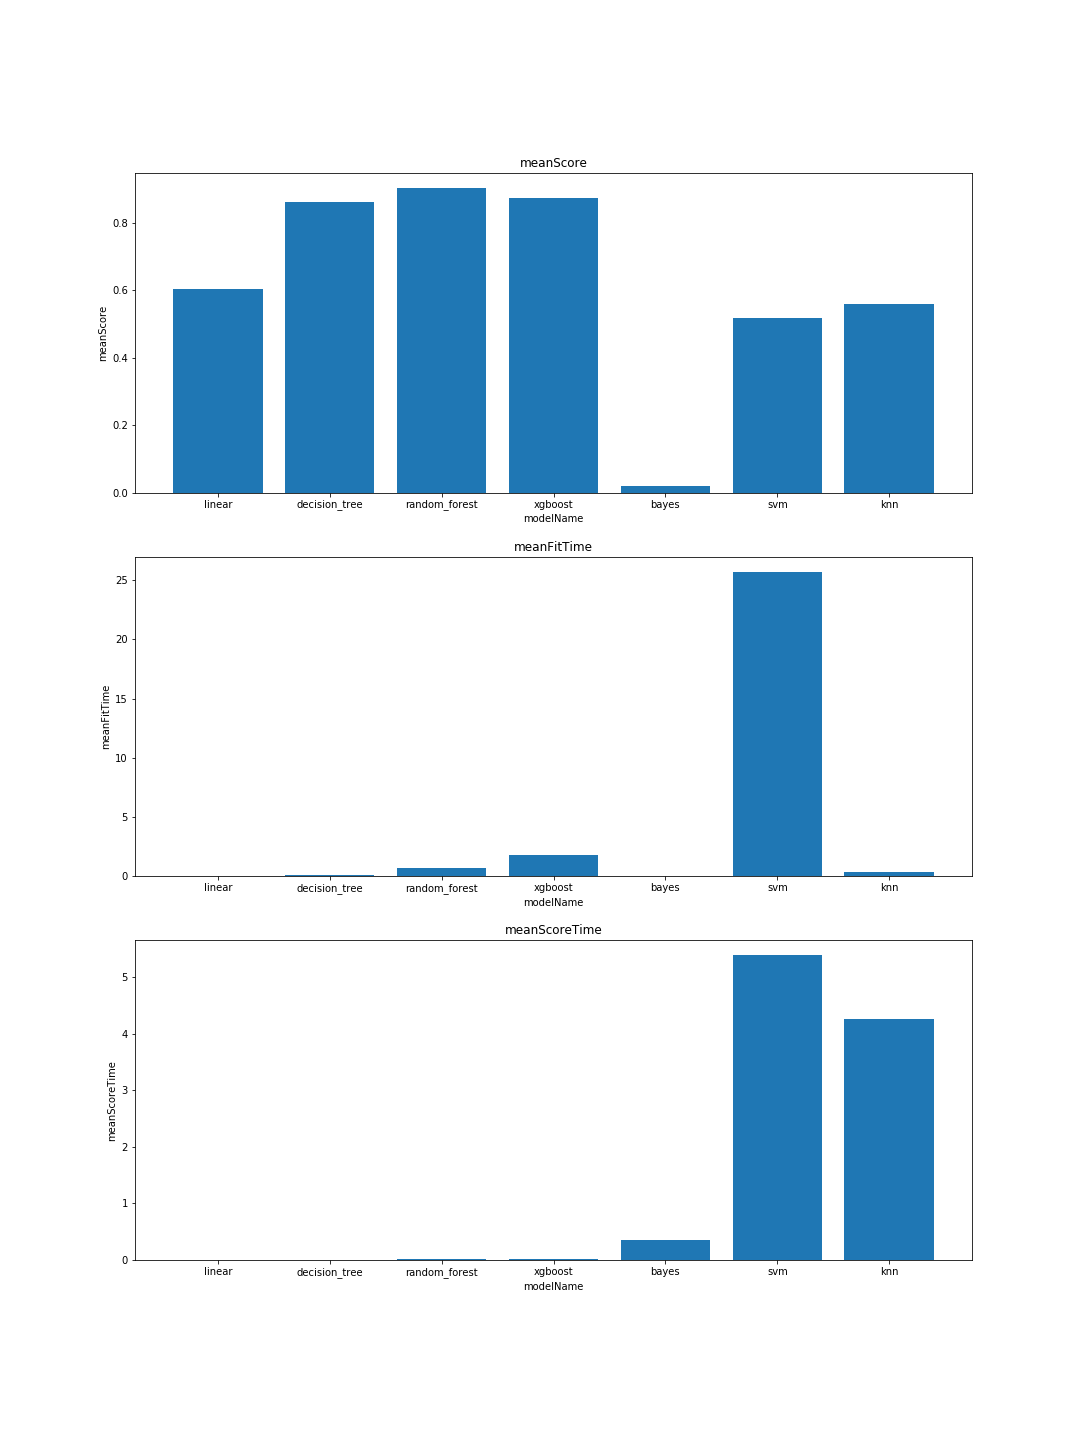 meanScore
meanScore
0.8
0.6
0.4
0.2
0.0
linear decision_tree random_forest xgboost bayes svm knn
modelName
meanFitTime
meanFitTime
25
20
15
10
5
0
linear decision_tree random_forest xgboost bayes svm knn
modelName
meanScoreTime
meanScoreTime
5
4
3
2
1
0
linear decision_tree random_forest xgboost bayes svm knn
modelName